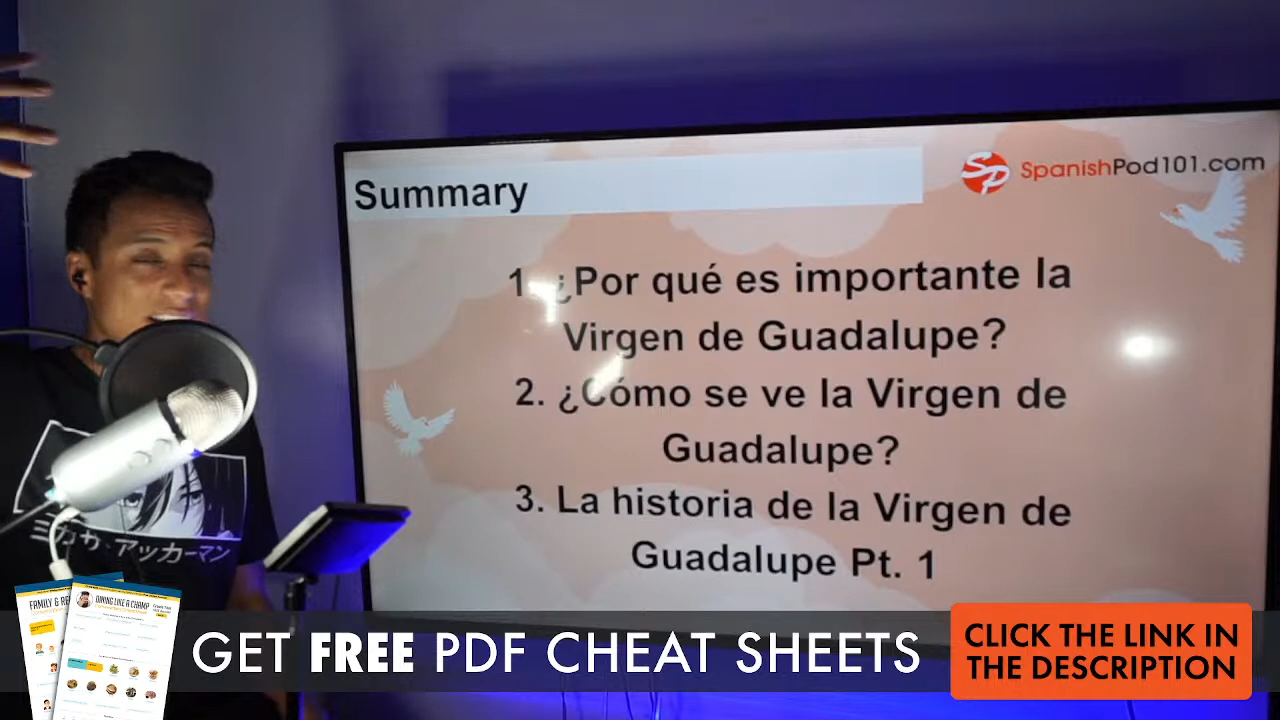 Summary
SP
SpanishPod101.com
1. ¿Por qué es importante la
Virgen de Guadalupe?
2. ¿Cómo se ve la Virgen de
Guadalupe?
3. La historia de la Virgen de
Guadalupe Pt. 1
ミカサ・アッカーマン
FAMILY & RE
DINING LIKE A CHAMP
GET FREE PDF CHEAT SHEETS
CLICK THE LINK IN
THE DESCRIPTION